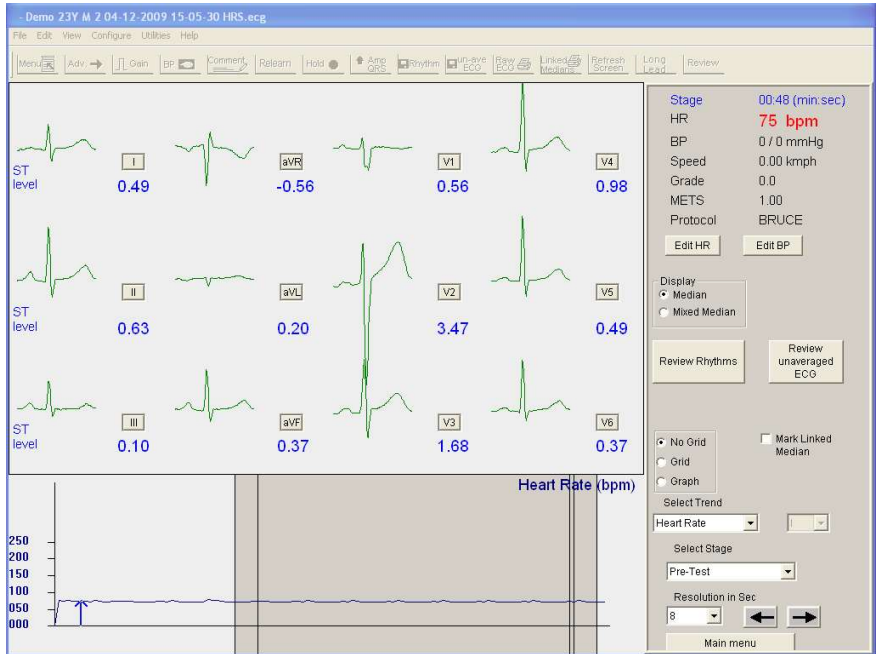 - Demo 23Y M 2 04-12-2009 15-05-30 HRS.ecg
File Edit View Configure Utilities Help
Menu Adv. Gain BP Comment Relearn Hold Amp QRS Rhythm un-ave ECG Raw ECG Linked Medians Refresh Screen Long Lead Review
ST level I 0.49 aVR -0.56 V1 0.56 V4 0.98
ST level II 0.63 aVL 0.20 V2 3.47 V5 0.49
ST level III 0.10 aVF 0.37 V3 1.68 V6 0.37
Heart Rate (bpm)
250
200
150
100
050
000
Stage 00:48 (min:sec)
HR 75 bpm
BP 0 / 0 mmHg
Speed 0.00 kmph
Grade 0.0
METS 1.00
Protocol BRUCE
Edit HR Edit BP
Display
Median
Mixed Median
Review Rhythms
Review
unaveraged
ECG
No Grid
Grid
Graph
Mark Linked
Median
Select Trend
Heart Rate I
Select Stage
Pre-Test
Resolution in Sec
8
Main menu